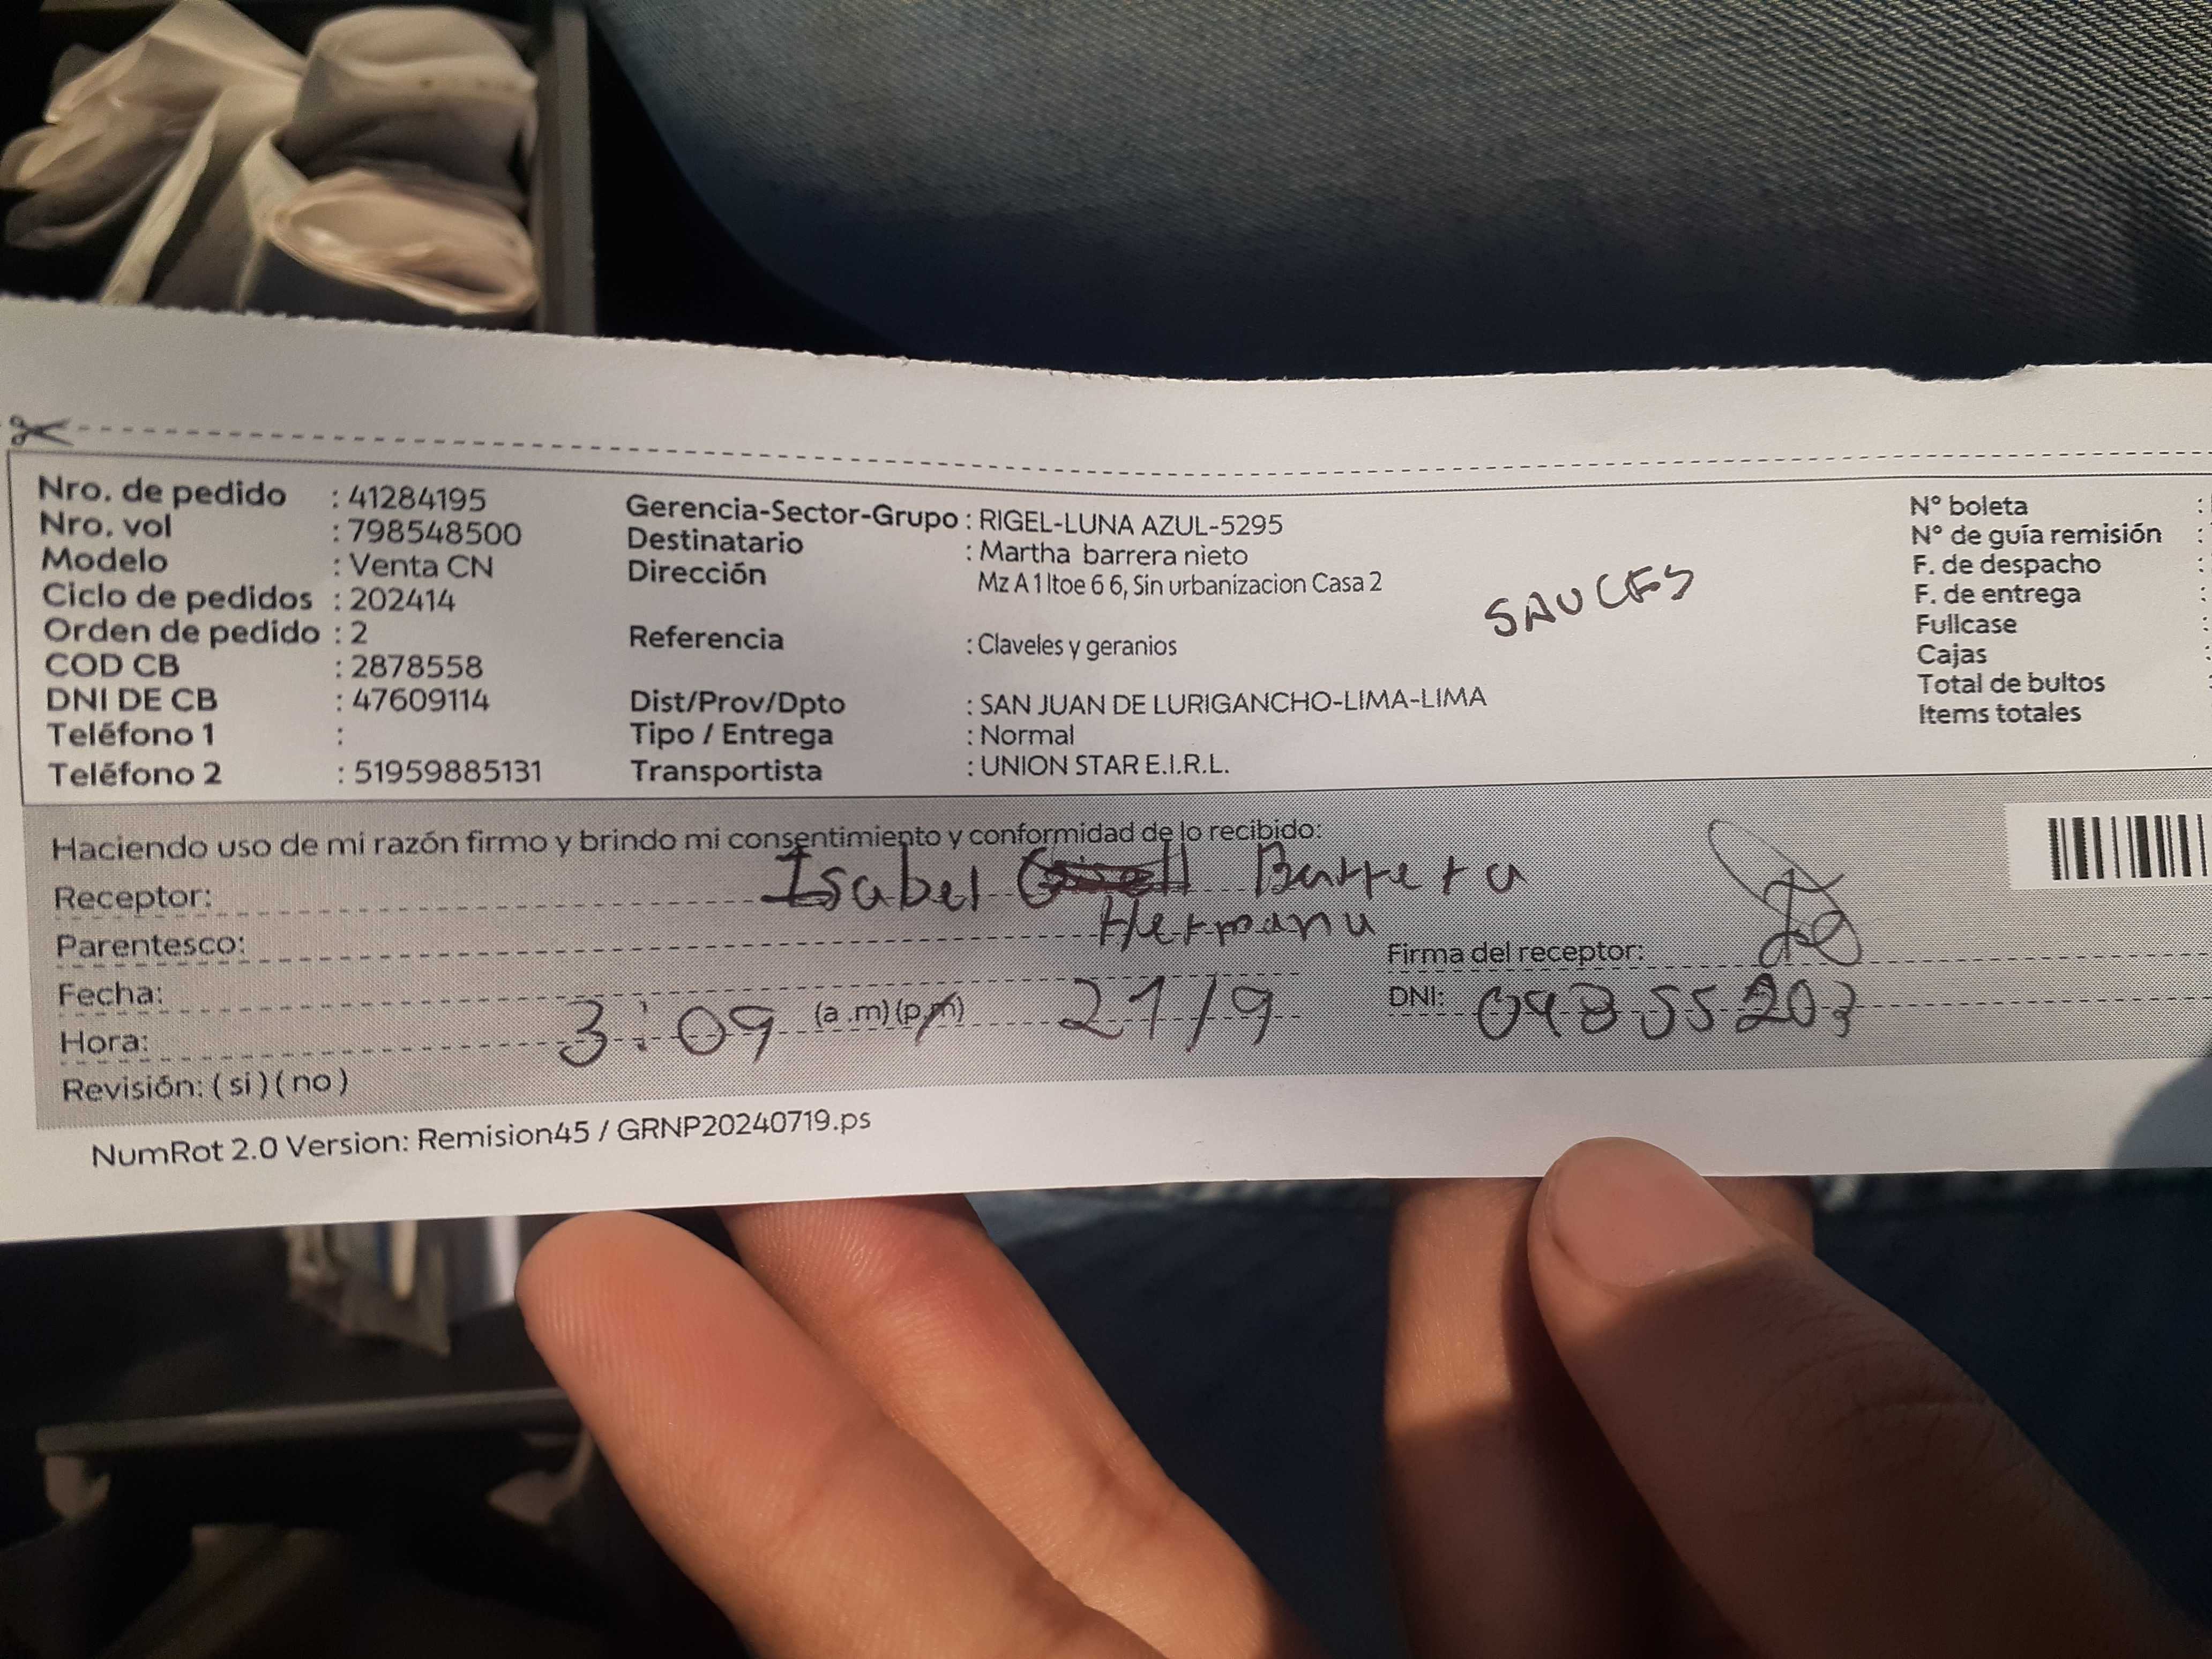 Nro. de pedido : 41284195
Nro. vol : 798548500
Modelo : Venta CN
Ciclo de pedidos : 202414
Orden de pedido : 2
COD CB : 2878558
DNI DE CB : 47609114
Teléfono 1 :
Teléfono 2 : 51959885131
Gerencia-Sector-Grupo : RIGEL-LUNA AZUL-5295
Destinatario : Martha barrera nieto
Dirección Mz A 1 ltoe 6 6, Sin urbanizacion Casa 2
SAUCES
Referencia : Claveles y geranios
Dist/Prov/Dpto : SAN JUAN DE LURIGANCHO-LIMA-LIMA
Tipo / Entrega : Normal
Transportista : UNION STAR E.I.R.L.
N° boleta :
N° de guía remisión :
F. de despacho :
F. de entrega :
Fullcase
Cajas :
Total de bultos :
Items totales
Haciendo uso de mi razón firmo y brindo mi consentimiento y conformidad de lo recibido:
Receptor: Isabel Barrera
Parentesco: Hermana
Firma del receptor:
Fecha: 21/9
DNI: 09855203
Hora: 3:09 (a.m)(p.m)
Revisión: (si)(no)
NumRot 2.0 Version: Remision45 / GRNP20240719.ps